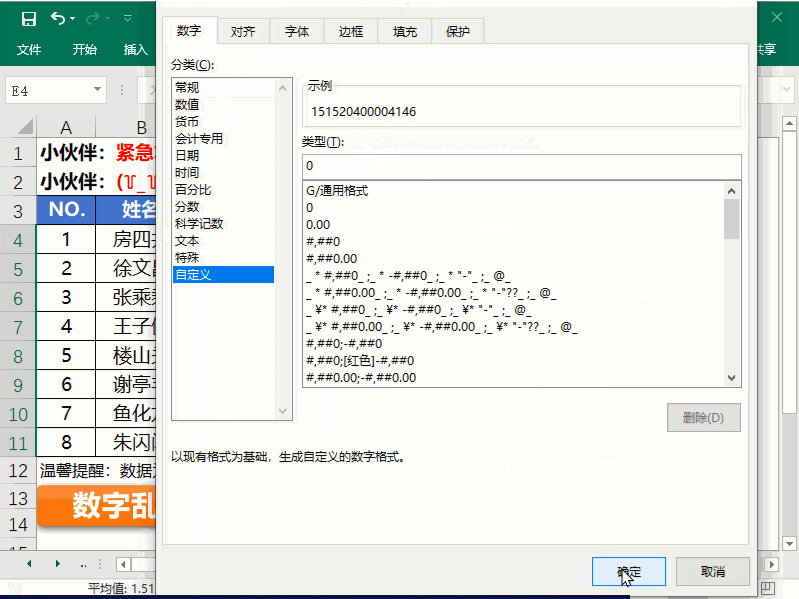 数字 对齐 字体 边框 填充 保护
文件 开始 插入
共享
分类(C):
常规
数值
货币
会计专用
日期
时间
百分比
分数
科学记数
文本
特殊
自定义
示例
151520400004146
类型(T):
0
G/通用格式
0
0.00
#,##0
#,##0.00
_ * #,##0_ ;_ * -#,##0_ ;_ * "-"_ ;_ @_
_ * #,##0.00_ ;_ * -#,##0.00_ ;_ * "-"??_ ;_ @_
_ ¥* #,##0_ ;_ ¥* -#,##0_ ;_ ¥* "-"_ ;_ @_
_ ¥* #,##0.00_ ;_ ¥* -#,##0.00_ ;_ ¥* "-"??_ ;_ @_
#,##0;-#,##0
#,##0;[红色]-#,##0
#,##0.00;-#,##0.00
删除(D)
以现有格式为基础，生成自定义的数字格式。
确定 取消
E4
A B
1 小伙伴：紧急
2 小伙伴：
3 NO. 姓名
4 1 房四
5 2 徐文
6 3 张乘
7 4 王子
8 5 楼山
9 6 谢亭
10 7 鱼化
11 8 朱闪
12 温馨提醒：数据
13 数字乱
14
15
平均值: 1.51